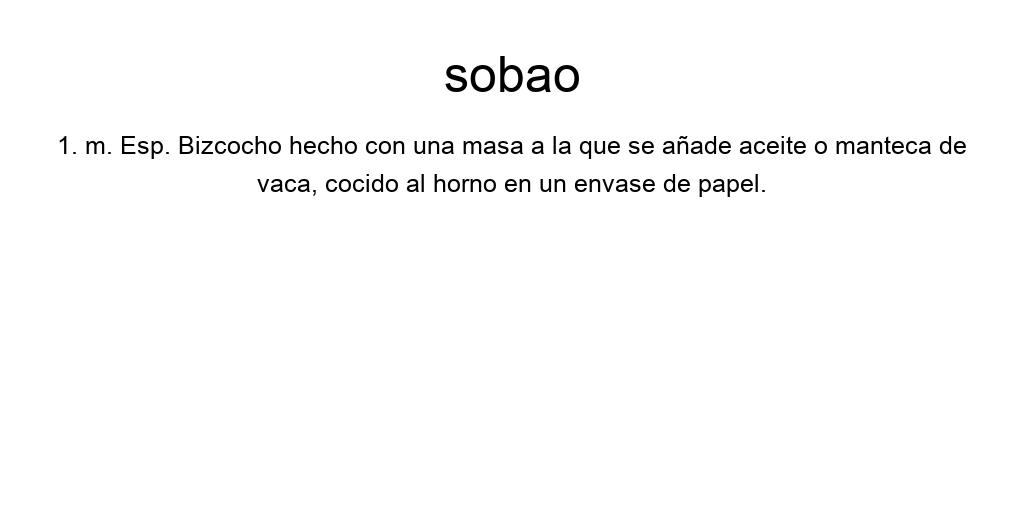 sobao
1. m. Esp. Bizcocho hecho con una masa a la que se añade aceite o manteca de
vaca, cocido al horno en un envase de papel.